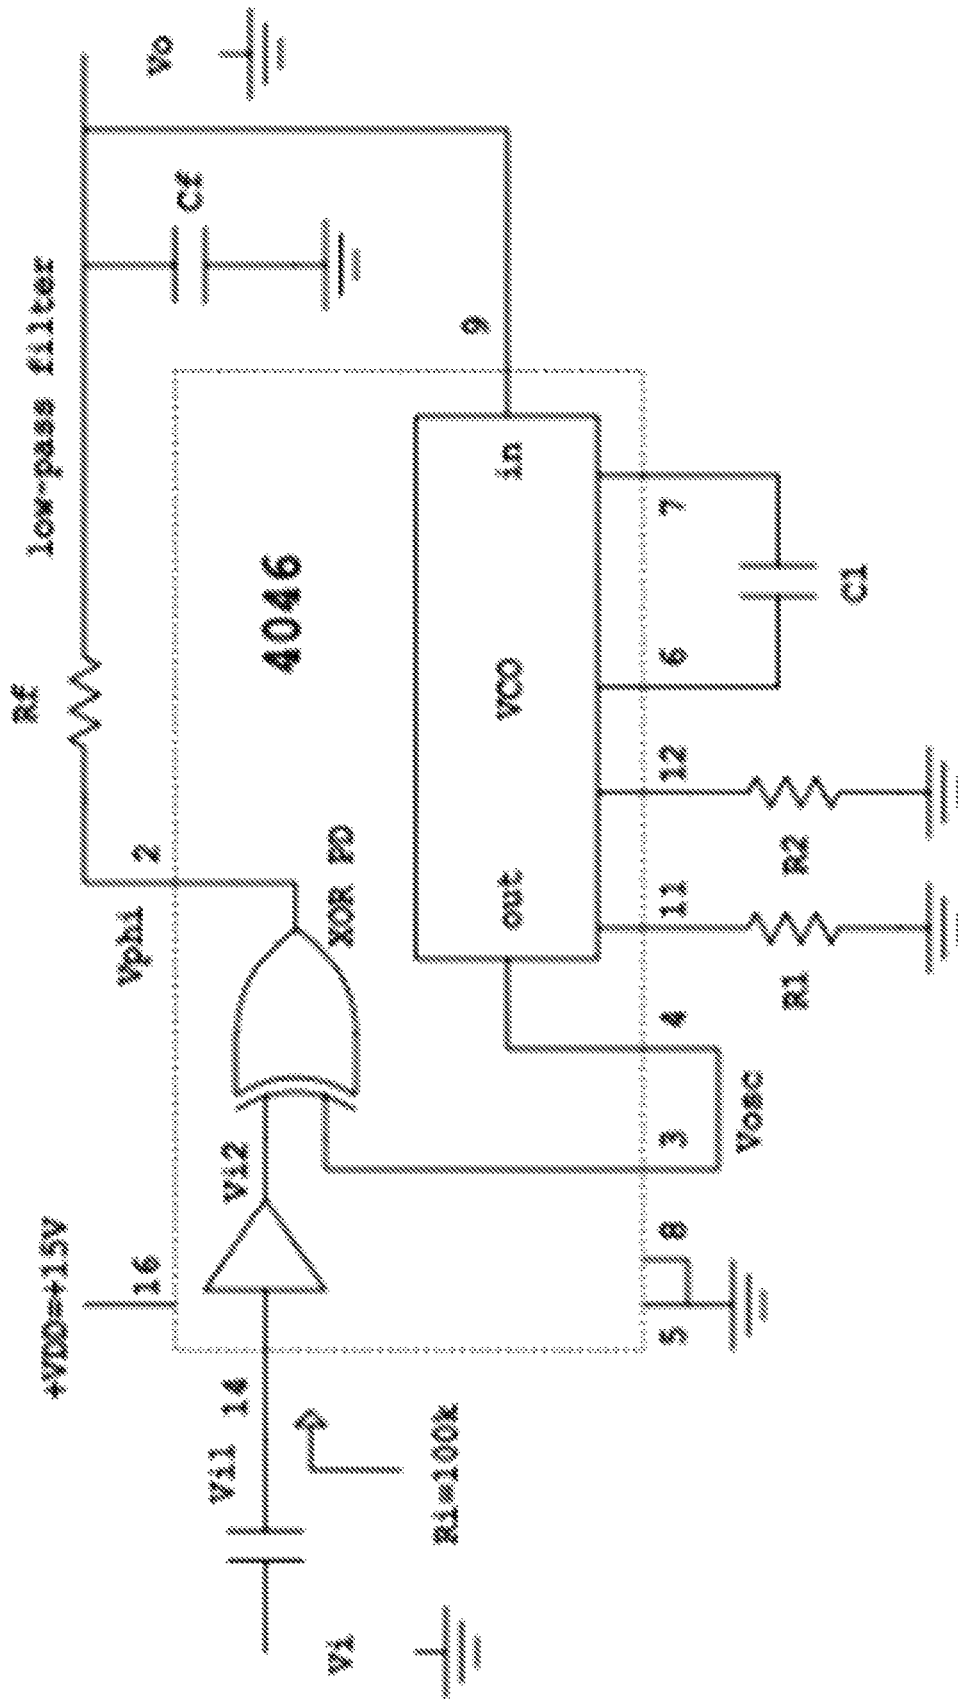 low-pass filter
Rf
Vo
Cf
+VDD=+15V
16
Vphi
2
4046
Vi
Vi1
14
Vi2
XOR PD
Ri=100k
out
VCO
in
9
5
8
3
4
11
12
6
7
Vosc
R1
R2
C1